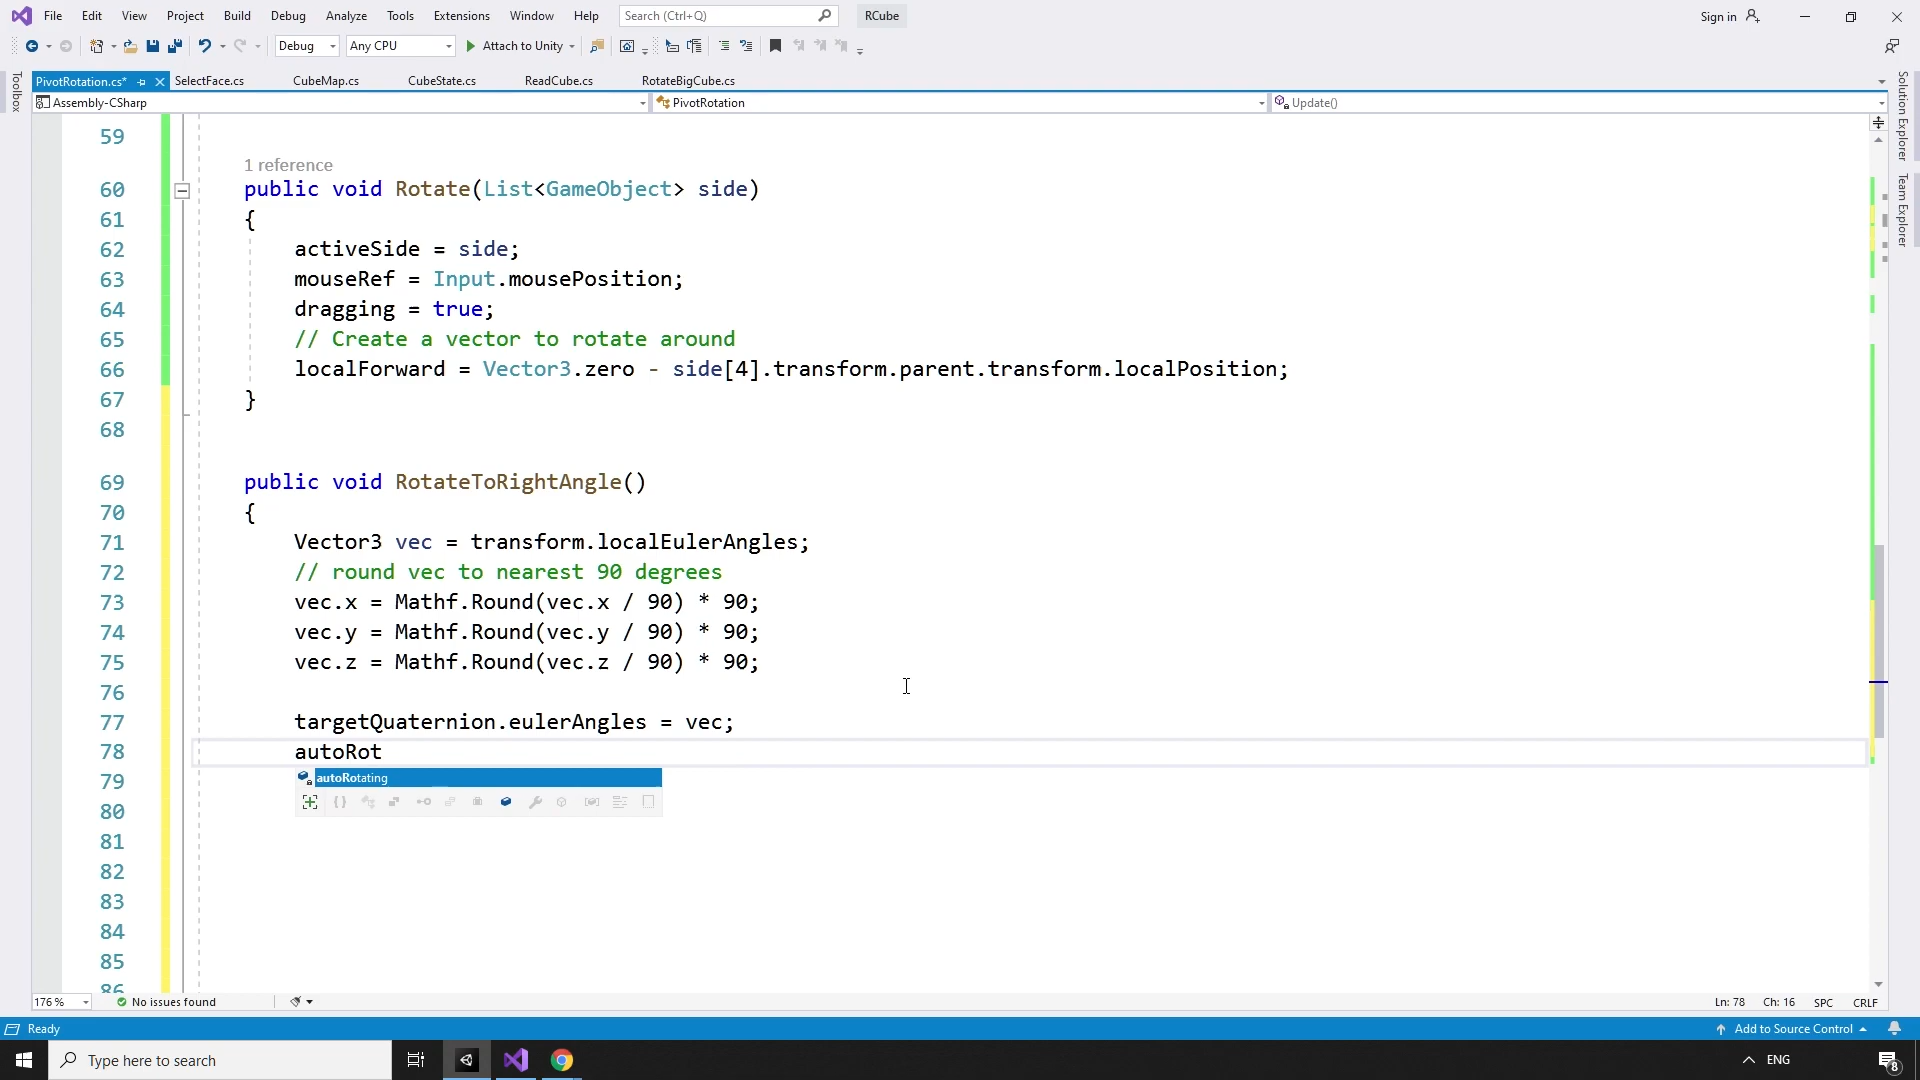 File Edit View Project Build Debug Analyze Tools Extensions Window Help Search (Ctrl+Q) RCube Sign in
Debug Any CPU Attach to Unity
Toolbox
PivotRotation.cs* SelectFace.cs CubeMap.cs CubeState.cs ReadCube.cs RotateBigCube.cs
Assembly-CSharp PivotRotation Update()
Solution Explorer
Team Explorer
59
1 reference
60 public void Rotate(List<GameObject> side)
61 {
62 activeSide = side;
63 mouseRef = Input.mousePosition;
64 dragging = true;
65 // Create a vector to rotate around
66 localForward = Vector3.zero - side[4].transform.parent.transform.localPosition;
67 }
68
69 public void RotateToRightAngle()
70 {
71 Vector3 vec = transform.localEulerAngles;
72 // round vec to nearest 90 degrees
73 vec.x = Mathf.Round(vec.x / 90) * 90;
74 vec.y = Mathf.Round(vec.y / 90) * 90;
75 vec.z = Mathf.Round(vec.z / 90) * 90;
76
77 targetQuaternion.eulerAngles = vec;
78 autoRot
79 autoRotating
80
81
82
83
84
85
86
176 % No issues found Ln: 78 Ch: 16 SPC CRLF
Ready Add to Source Control
Type here to search ENG 8